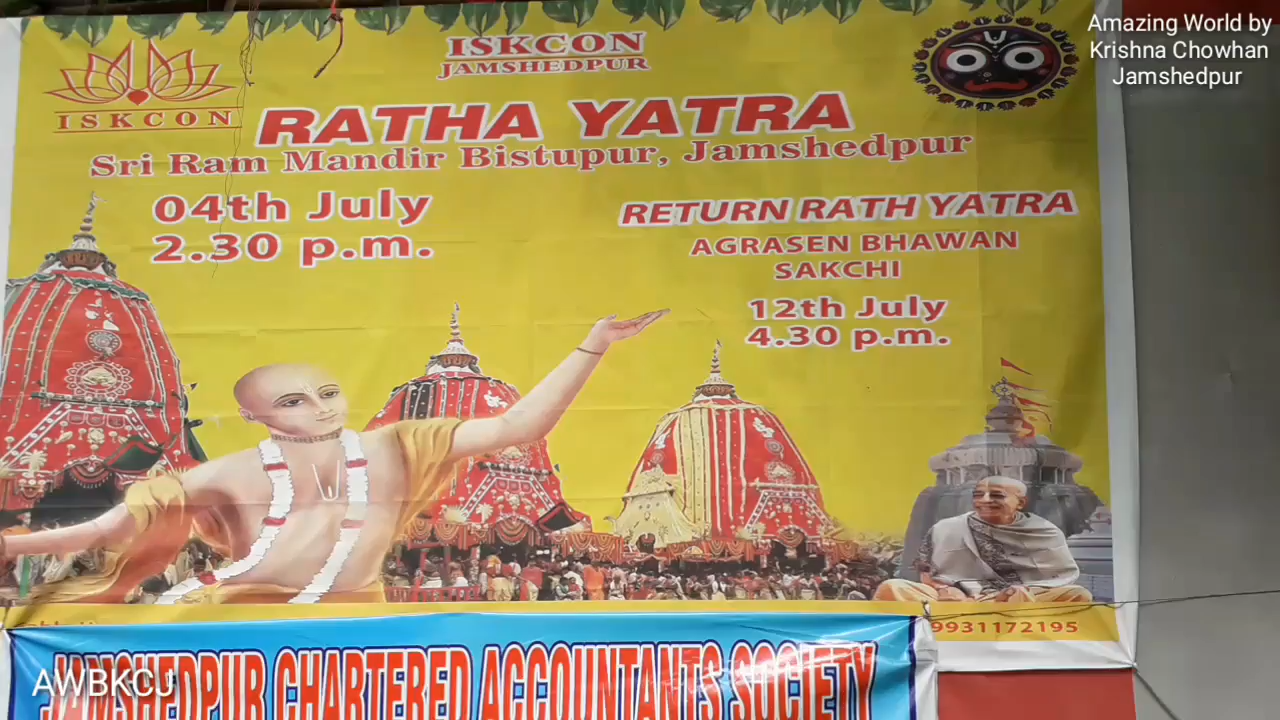 Amazing World by
Krishna Chowhan
Jamshedpur
ISKCON
JAMSHEDPUR
ISKCON
RATHA YATRA
Sri Ram Mandir Bistupur, Jamshedpur
04th July
2.30 p.m.
RETURN RATH YATRA
AGRASEN BHAWAN
SAKCHI
12th July
4.30 p.m.
9931172195
JAMSHEDPUR CHARTERED ACCOUNTANTS SOCIETY
AWBKCJ